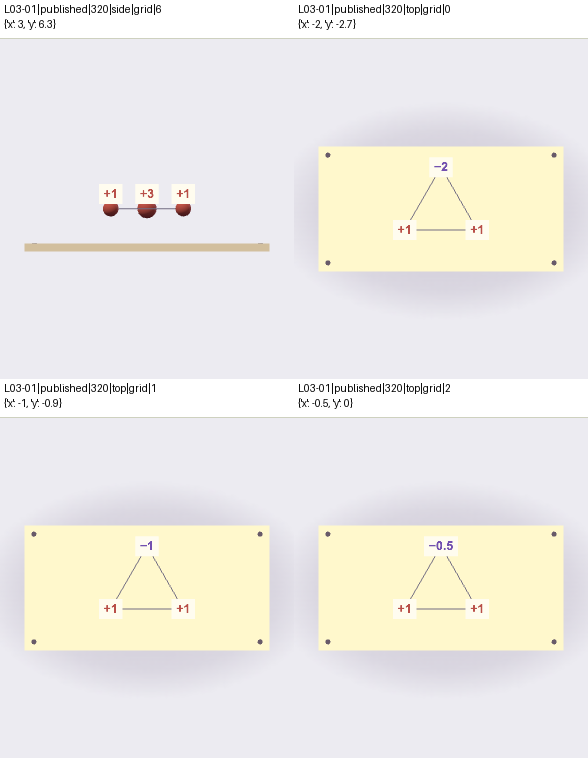 L03-01|published|320|side|grid|6
{'x': 3, 'y': 6.3}
+1 +3 +1
L03-01|published|320|top|grid|0
{'x': -2, 'y': -2.7}
−2
+1 +1
L03-01|published|320|top|grid|1
{'x': -1, 'y': -0.9}
−1
+1 +1
L03-01|published|320|top|grid|2
{'x': -0.5, 'y': 0}
−0.5
+1 +1